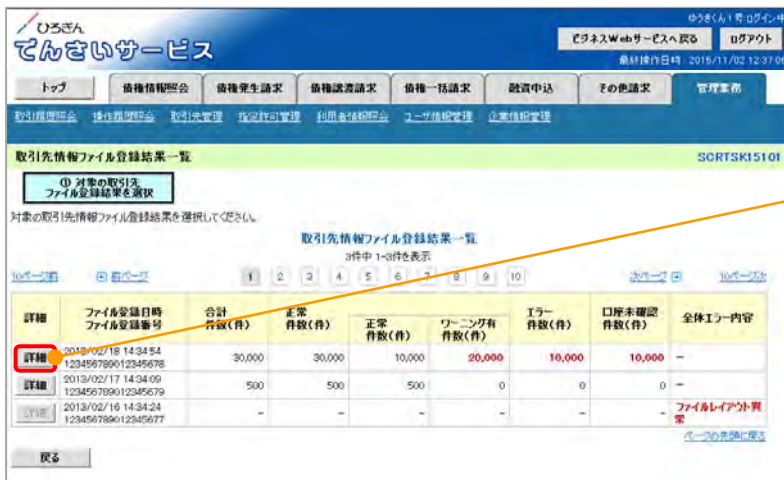 ひろぎん
でんさいサービス
ゆうぎくん1号:ログイン中
ビジネスWebサービスへ戻る ログアウト
最終操作日時 2015/11/02 12:37:06
トップ 債権情報照会 債権発生請求 債権譲渡請求 債権一括請求 融資申込 その他請求 管理業務
取引履歴照会 操作履歴照会 取引先管理 指定許可管理 利用者情報照会 ユーザ情報管理 企業情報管理
取引先情報ファイル登録結果一覧 SCRTSK15101
① 対象の取引先
ファイル登録結果を選択
対象の取引先情報ファイル登録結果を選択してください。
取引先情報ファイル登録結果一覧
3件中 1-3件を表示
10ページ前 前ページ 1 2 3 4 5 6 7 8 9 10 次ページ 10ページ次
詳細 ファイル登録日時 ファイル登録番号 合計件数(件) 正常件数(件) 正常件数(件) ワーニング有件数(件) エラー件数(件) 口座未確認件数(件) 全体エラー内容
詳細 2013/02/18 14:34:54 30,000 30,000 10,000 20,000 10,000 10,000 -
123456789012345678
詳細 2013/02/17 14:34:09 500 500 500 0 0 0 -
123456789012345679
詳細 2013/02/16 14:34:24 - - - - - - ファイルレイアウト異常
123456789012345677
ページの先頭に戻る
戻る